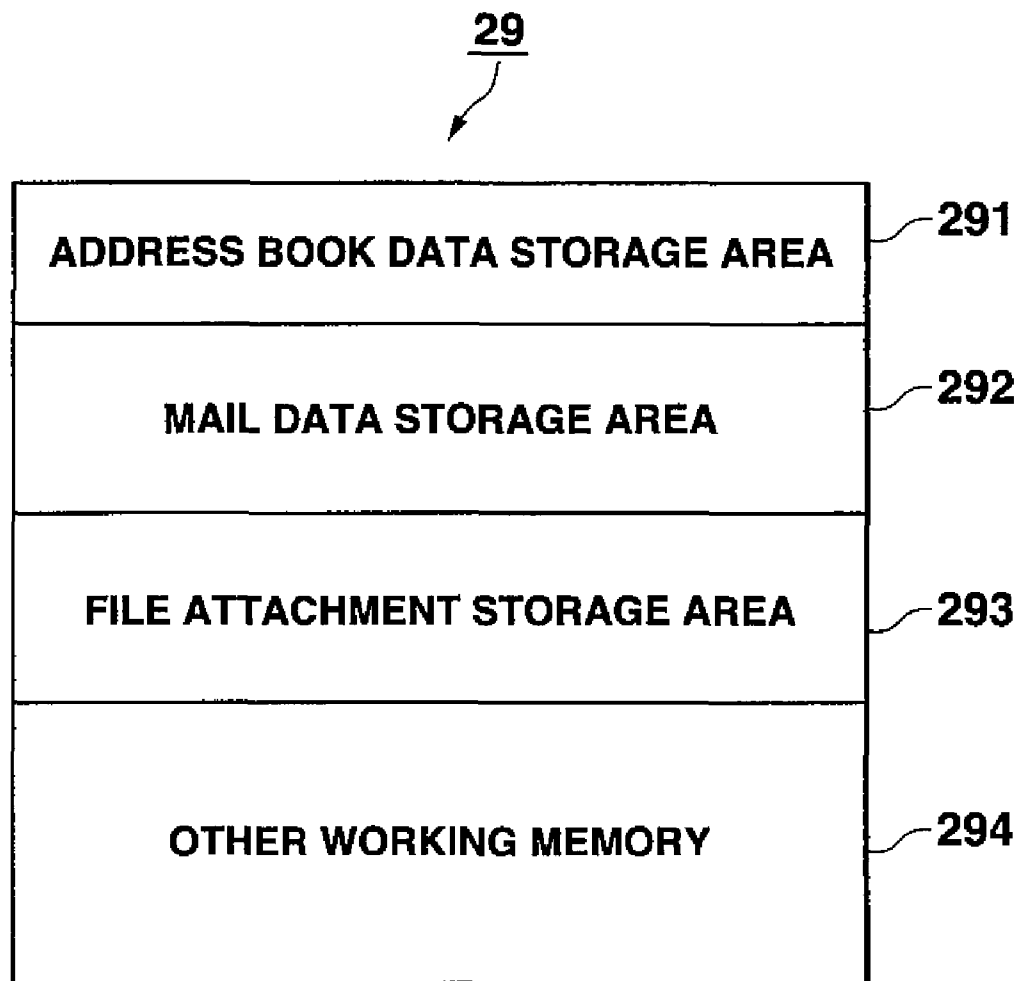 29
ADDRESS BOOK DATA STORAGE AREA
291
MAIL DATA STORAGE AREA
292
FILE ATTACHMENT STORAGE AREA
293
OTHER WORKING MEMORY
294